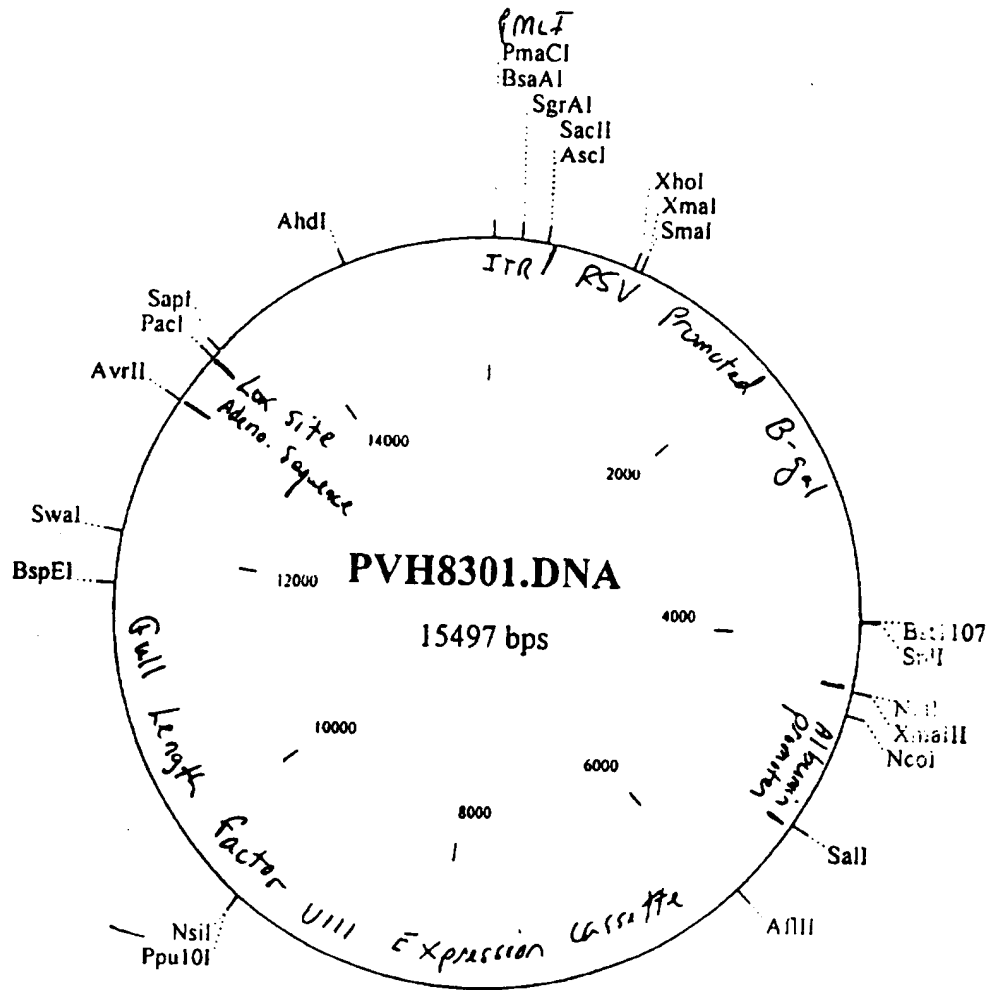 PmlI
PmaCI
BsaAI
SgrAI
SacII
AscI
XhoI
XmaI
SmaI
AhdI
SapI
PacI
AvrII
SwaI
BspEI
ITR
RSV Promoted B-gal
Lox site
Adeno. Sequence
14000
2000
PVH8301.DNA
15497 bps
12000
4000
10000
6000
8000
XmaIII
NcoI
Albumin
promoter
SalI
AflII
Full Length Factor VIII Expression Cassette
NsiI
Ppu10I